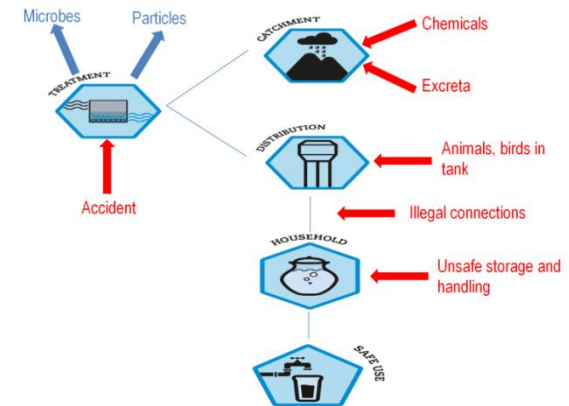 Microbes
Particles
TREATMENT
Accident
CATCHMENT
Chemicals
Excreta
DISTRIBUTION
Animals, birds in
tank
Illegal connections
HOUSEHOLD
Unsafe storage and
handling
SAFE USE